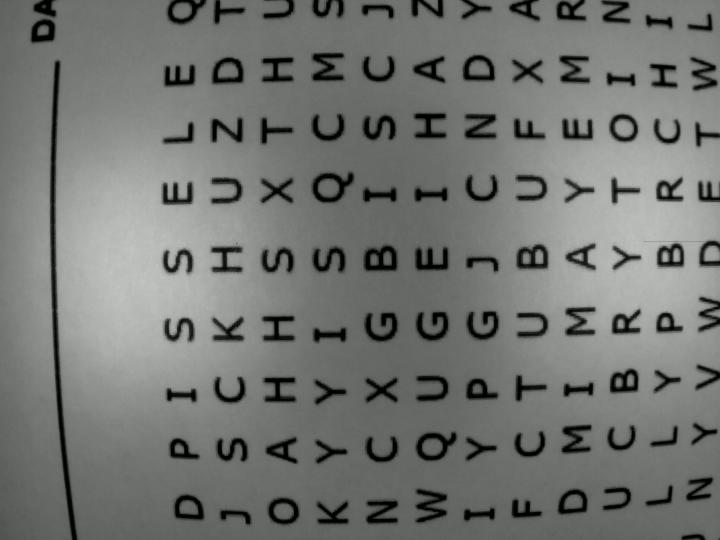 DA
D P I S S E L E Q
J S C K H U Z D T
O A H H S X T H U
K Y Y I S Q C M S
N C X G B I S C J
W Q U G E I H A Z
I Y P G J C N D Y
F C T U B U F X A
D M I M A Y E M R
U C B R Y T O I N
L L Y P B R C H I
N Y V W D E T W L